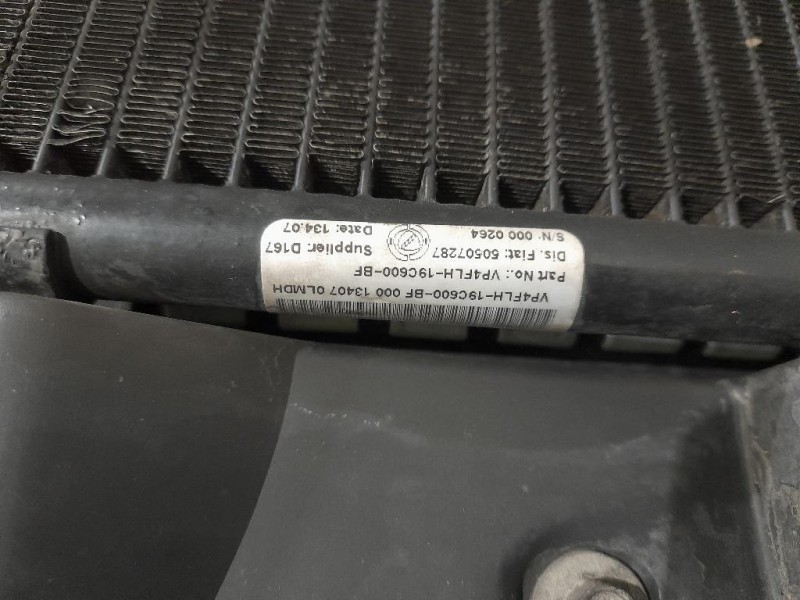 VP4FLH-19C600-BF 000 13407 0LMDH
Part No.: VP4FLH-19C600-BF
Dis. Fiat: 50507287 Supplier: D167
S/N: 000 0264 Date: 134.07